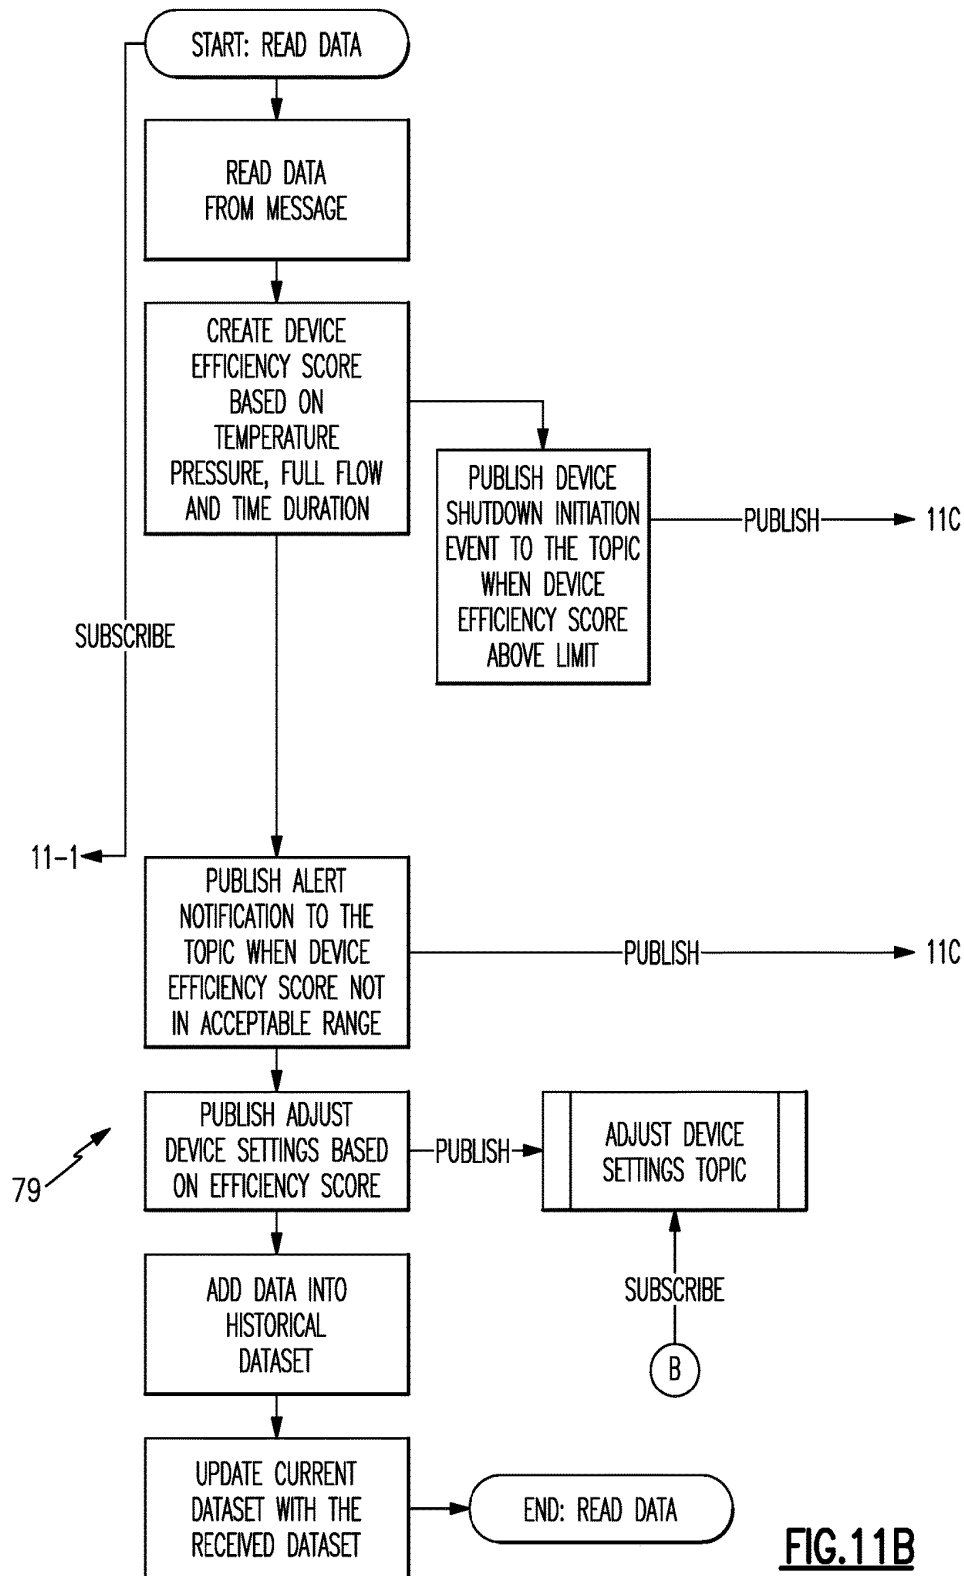 START: READ DATA
READ DATA
FROM MESSAGE
CREATE DEVICE
EFFICIENCY SCORE
BASED ON
TEMPERATURE
PRESSURE, FULL FLOW
AND TIME DURATION
PUBLISH DEVICE
SHUTDOWN INITIATION
EVENT TO THE TOPIC
WHEN DEVICE
EFFICIENCY SCORE
ABOVE LIMIT
PUBLISH
11C
SUBSCRIBE
11-1
PUBLISH ALERT
NOTIFICATION TO THE
TOPIC WHEN DEVICE
EFFICIENCY SCORE NOT
IN ACCEPTABLE RANGE
PUBLISH
11C
PUBLISH ADJUST
DEVICE SETTINGS BASED
ON EFFICIENCY SCORE
PUBLISH
ADJUST DEVICE
SETTINGS TOPIC
79
SUBSCRIBE
B
ADD DATA INTO
HISTORICAL
DATASET
UPDATE CURRENT
DATASET WITH THE
RECEIVED DATASET
END: READ DATA
FIG.11B